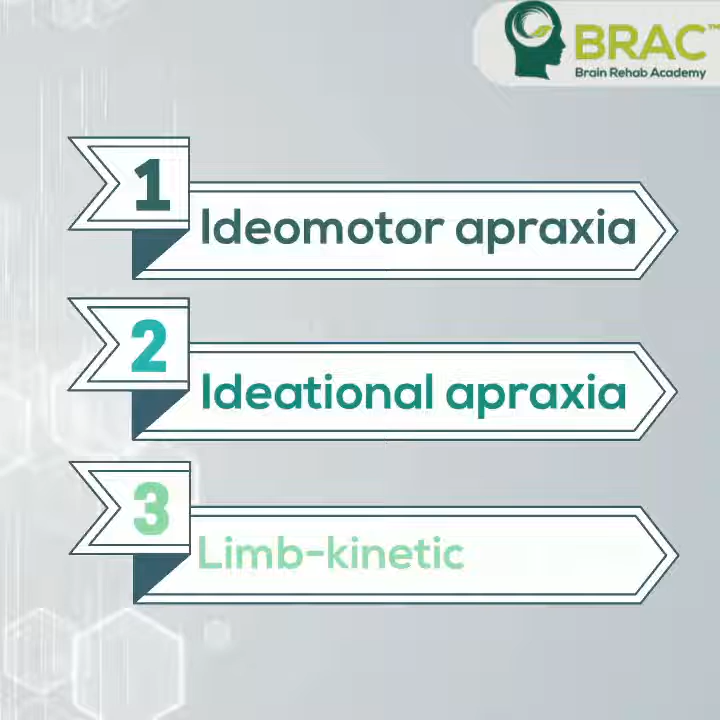 BRAC™
Brain Rehab Academy
1
Ideomotor apraxia
2
Ideational apraxia
3
Limb-kinetic